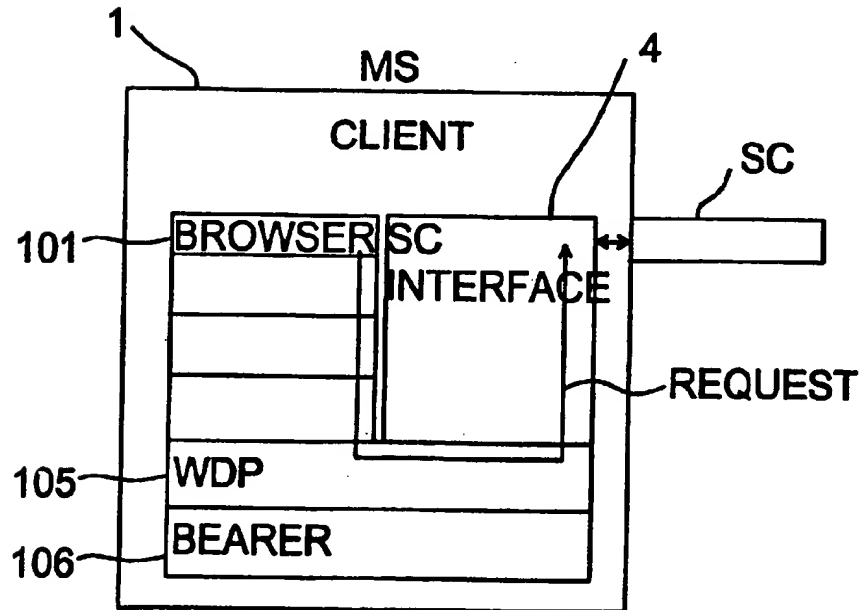 1
MS
4
CLIENT
SC
101
BROWSER SC
INTERFACE
REQUEST
105
WDP
106
BEARER